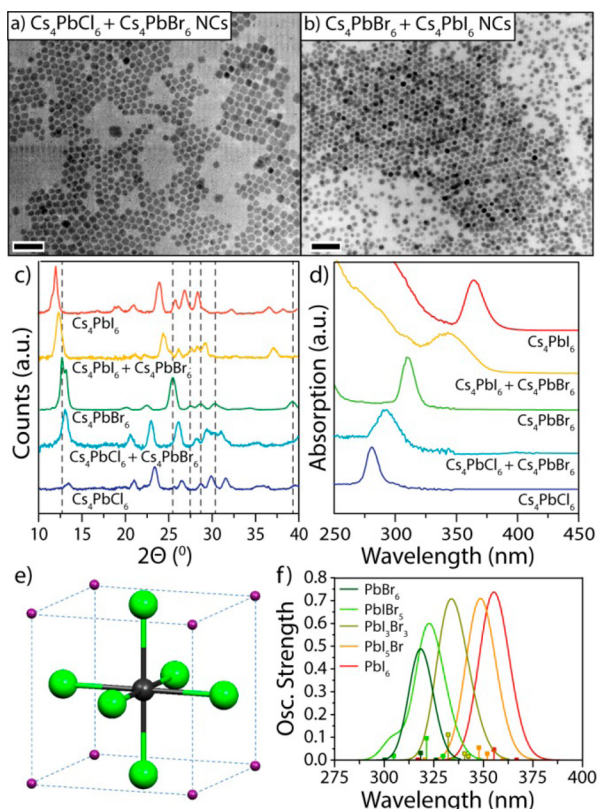 a) Cs₄PbCl₆ + Cs₄PbBr₆ NCs
b) Cs₄PbBr₆ + Cs₄PbI₆ NCs
c)
Counts (a.u.)
Cs₄PbI₆
Cs₄PbI₆ + Cs₄PbBr₆
Cs₄PbBr₆
Cs₄PbCl₆ + Cs₄PbBr₆
Cs₄PbCl₆
10 15 20 25 30 35 40
2Θ (⁰)
d)
Absorption (a.u.)
Cs₄PbI₆
Cs₄PbI₆ + Cs₄PbBr₆
Cs₄PbBr₆
Cs₄PbCl₆ + Cs₄PbBr₆
Cs₄PbCl₆
250 300 350 400 450
Wavelength (nm)
e)
f)
Osc. Strength
0.8
0.7
0.6
0.5
0.4
0.3
0.2
0.1
0.0
PbBr₆
PbIBr₅
PbI₃Br₃
PbI₅Br
PbI₆
275 300 325 350 375 400
Wavelength (nm)